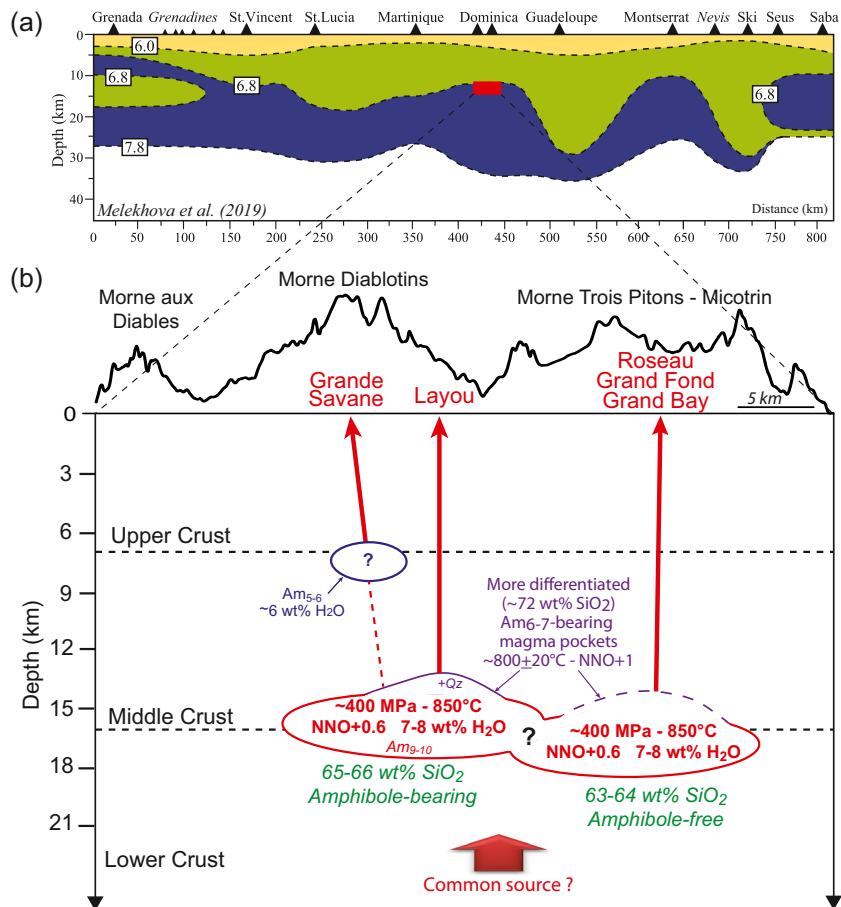 (a)
Grenada Grenadines St.Vincent St.Lucia Martinique Dominica Guadeloupe Montserrat Nevis Ski Seus Saba
0
10
20
30
40
Depth (km)
6.0
6.8
6.8
6.8
7.8
Melekhova et al. (2019)
Distance (km)
0 50 100 150 200 250 300 350 400 450 500 550 600 650 700 750 800
(b)
Morne aux
Diables
Morne Diablotins
Morne Trois Pitons - Micotrin
Grande
Savane
Layou
Roseau
Grand Fond
Grand Bay
5 km
0
3
6
9
12
15
18
21
Depth (km)
Upper Crust
?
Am5-6
~6 wt% H2O
More differentiated
(~72 wt% SiO2)
Am6-7-bearing
magma pockets
~800±20°C - NNO+1
+Qz
~400 MPa - 850°C
NNO+0.6 7-8 wt% H2O
Am9-10
Middle Crust
?
~400 MPa - 850°C
NNO+0.6 7-8 wt% H2O
65-66 wt% SiO2
Amphibole-bearing
63-64 wt% SiO2
Amphibole-free
Lower Crust
Common source ?